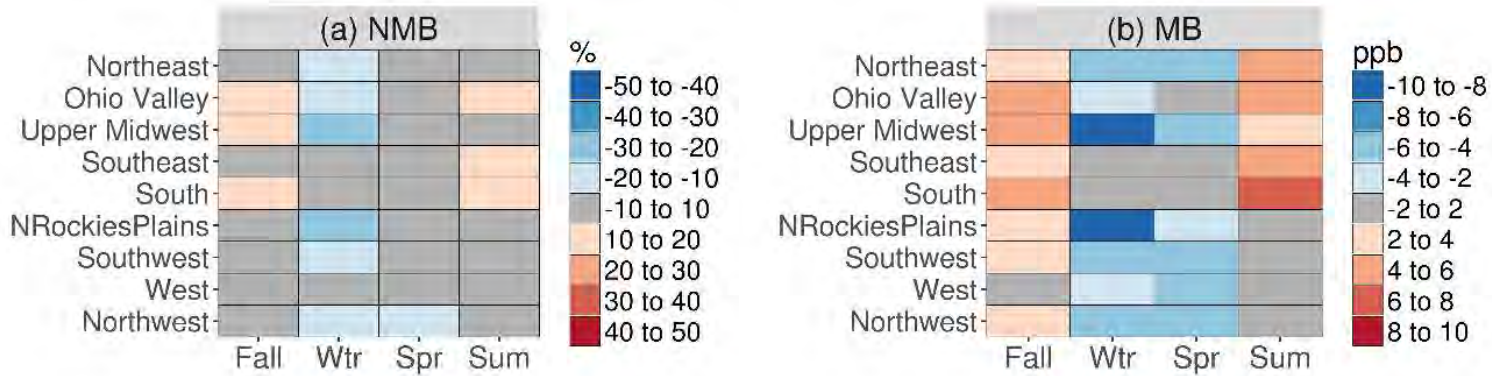 (a) NMB
Northeast
Ohio Valley
Upper Midwest
Southeast
South
NRockiesPlains
Southwest
West
Northwest
Fall Wtr Spr Sum
%
-50 to -40
-40 to -30
-30 to -20
-20 to -10
-10 to 10
10 to 20
20 to 30
30 to 40
40 to 50
(b) MB
Northeast
Ohio Valley
Upper Midwest
Southeast
South
NRockiesPlains
Southwest
West
Northwest
Fall Wtr Spr Sum
ppb
-10 to -8
-8 to -6
-6 to -4
-4 to -2
-2 to 2
2 to 4
4 to 6
6 to 8
8 to 10